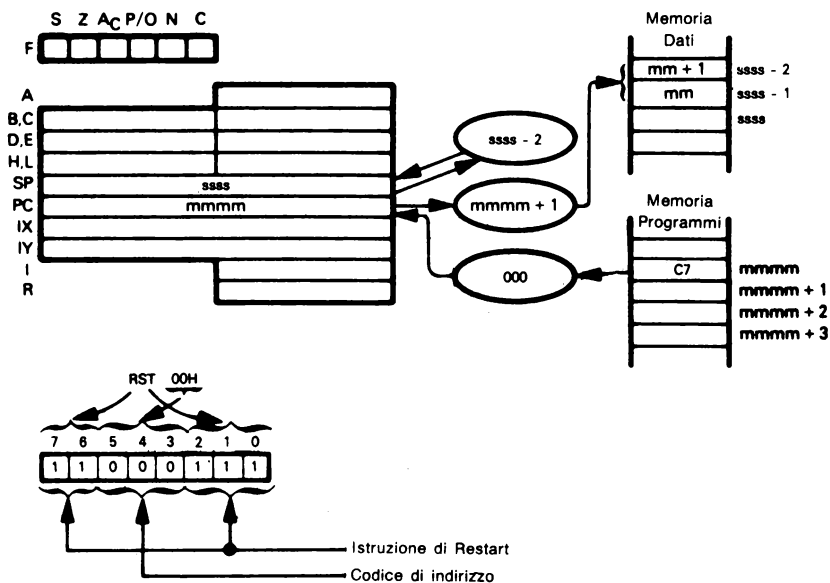 S Z AC P/O N C
F
A
B,C
D,E
H,L
SP ssss
PC mmmm
IX
IY
I
R
ssss - 2
mmmm + 1
000
Memoria
Dati
mm + 1 ssss - 2
mm ssss - 1
ssss
Memoria
Programmi
C7 mmmm
mmmm + 1
mmmm + 2
mmmm + 3
RST 00H
7 6 5 4 3 2 1 0
1 1 0 0 0 1 1 1
Istruzione di Restart
Codice di indirizzo